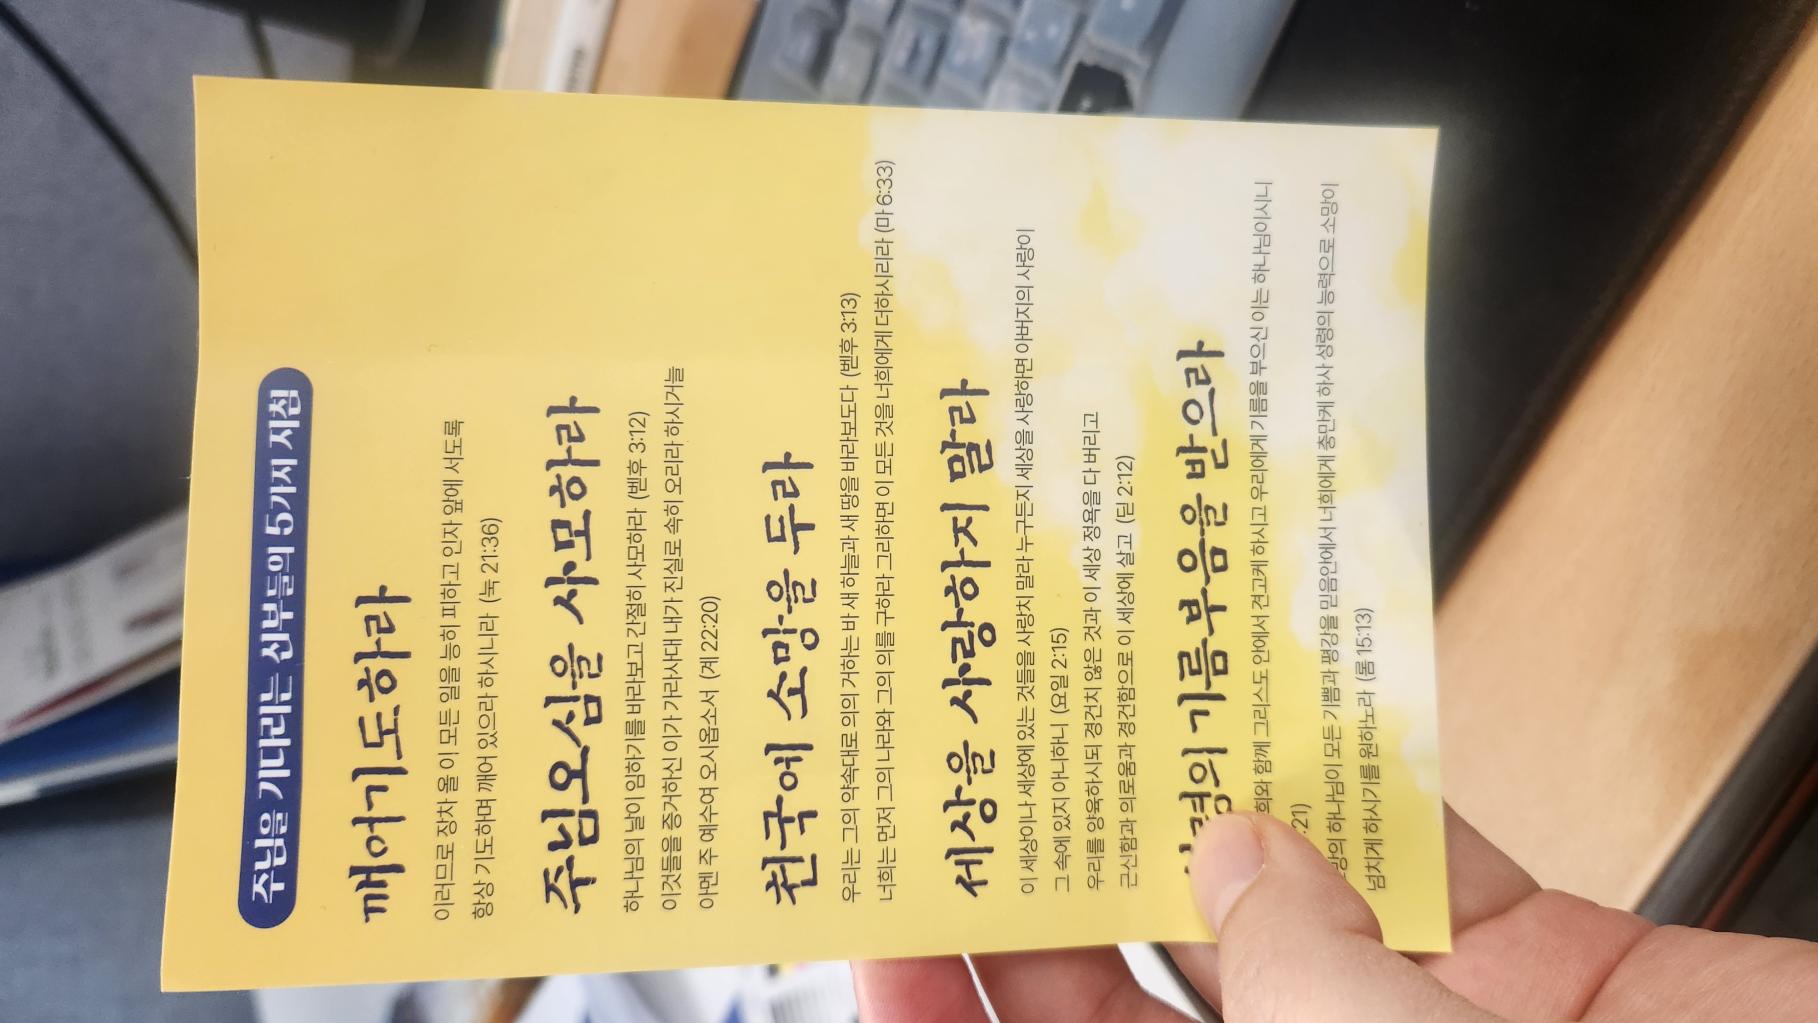 주님을 기다리는 신부들의 5가지 지침
깨어기도하라
이러므로 장차 올 이 모든 일을 능히 피하고 인자 앞에 서도록
항상 기도하며 깨어 있으라 하시니라 (눅 21:36)
주님오심을 사모하라
하나님의 날이 임하기를 바라보고 간절히 사모하라 (벧후 3:12)
이것들을 증거하신 이가 가라사대 내가 진실로 속히 오리라 하시거늘
아멘 주 예수여 오시옵소서 (계 22:20)
천국에 소망을 두라
우리는 그의 약속대로 의의 거하는 바 새 하늘과 새 땅을 바라보도다 (벧후 3:13)
너희는 먼저 그의 나라와 그의 의를 구하라 그리하면 이 모든 것을 너희에게 더하시리라 (마 6:33)
세상을 사랑하지 말라
이 세상이나 세상에 있는 것들을 사랑치 말라 누구든지 세상을 사랑하면 아버지의 사랑이
그 속에 있지 아니하니 (요일 2:15)
우리를 양육하시되 경건치 않은 것과 이 세상 정욕을 다 버리고
근신함과 의로움과 경건함으로 이 세상에 살고 (딛 2:12)
기름부음을 받으라
함께 그리스도 안에서 견고케 하시고 우리에게 기름을 부으신 이는 하나님이시니
:21)
하나님이 모든 기쁨과 평강을 믿음안에서 너희에게 충만케 하사 성령의 능력으로 소망이
넘치게 하시기를 원하노라 (롬 15:13)